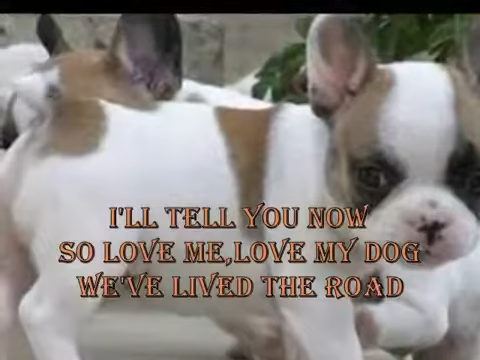 I'LL TELL YOU NOW
SO LOVE ME,LOVE MY DOG
WE'VE LIVED THE ROAD